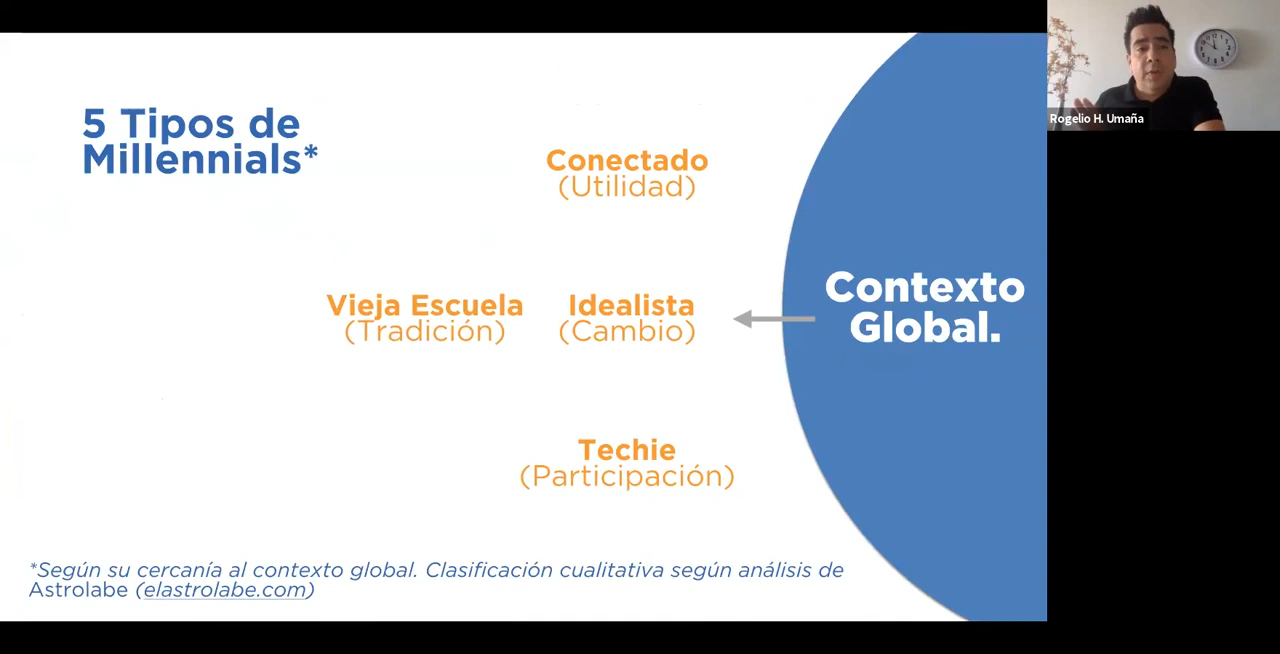 5 Tipos de
Millennials*
Conectado
(Utilidad)
Vieja Escuela
(Tradición)
Idealista
(Cambio)
Techie
(Participación)
Contexto
Global.
*Según su cercanía al contexto global. Clasificación cualitativa según análisis de
Astrolabe (elastrolabe.com)
Rogelio H. Umaña